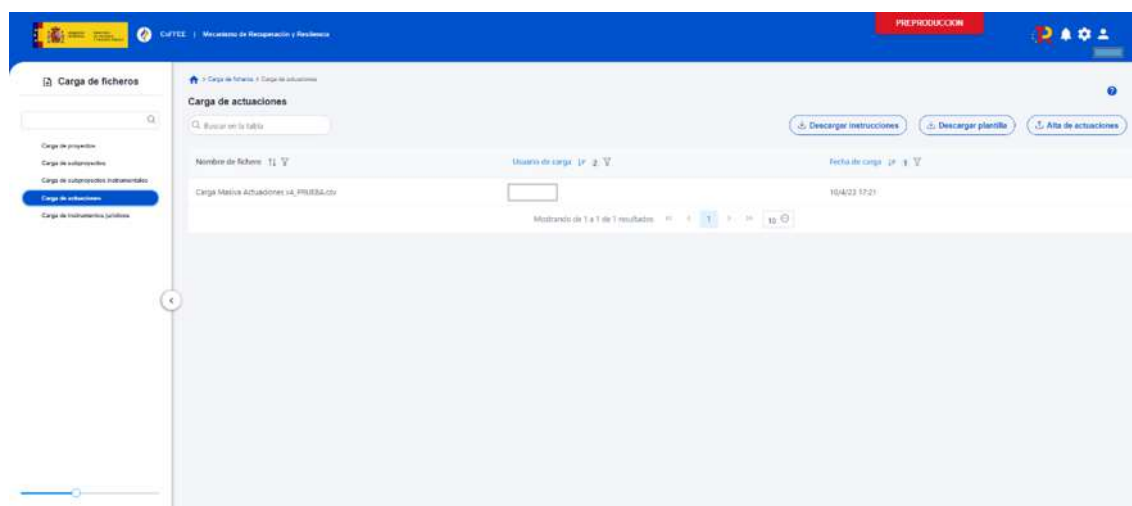 PREPRODUCCION
CoFFEE | Mecanismo de Recuperación y Resiliencia
Carga de ficheros
> Carga de ficheros > Carga de actuaciones
Carga de actuaciones
Buscar en la tabla
Descargar instrucciones
Descargar plantilla
Alta de actuaciones
Carga de proyectos
Carga de subproyectos
Carga de subproyectos instrumentales
Carga de actuaciones
Carga de instrumentos jurídicos
Nombre de fichero
Usuario de carga 2
Fecha de carga 1
Carga Masiva Actuaciones v4_PRUEBA.csv
10/4/23 17:21
Mostrando de 1 a 1 de 1 resultados
1
10